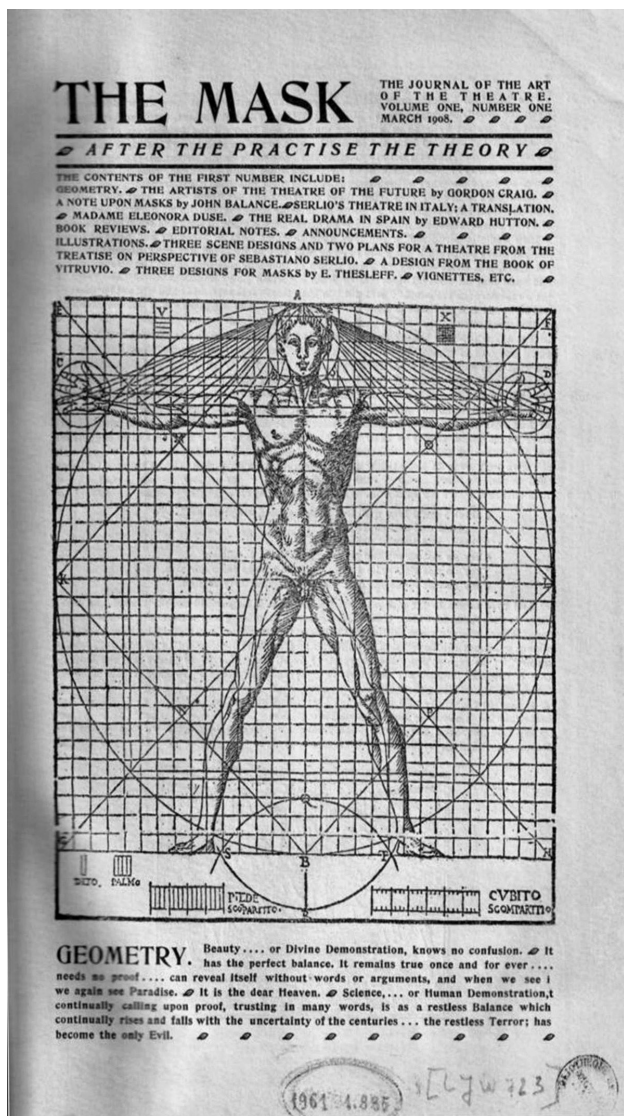 THE MASK
THE JOURNAL OF THE ART
OF THE THEATRE.
VOLUME ONE, NUMBER ONE
MARCH 1908.
AFTER THE PRACTISE THE THEORY
THE CONTENTS OF THE FIRST NUMBER INCLUDE:
GEOMETRY. THE ARTISTS OF THE THEATRE OF THE FUTURE by GORDON CRAIG.
A NOTE UPON MASKS by JOHN BALANCE. SERLIO'S THEATRE IN ITALY; A TRANSLATION.
MADAME ELEONORA DUSE. THE REAL DRAMA IN SPAIN by EDWARD HUTTON.
BOOK REVIEWS. EDITORIAL NOTES. ANNOUNCEMENTS.
ILLUSTRATIONS. THREE SCENE DESIGNS AND TWO PLANS FOR A THEATRE FROM THE
TREATISE ON PERSPECTIVE OF SEBASTIANO SERLIO. A DESIGN FROM THE BOOK OF
VITRUVIO. THREE DESIGNS FOR MASKS by E. THESLEFF. VIGNETTES, ETC.
A
E V X F
C D
K
B
G S B P H
DITO. PALMO
PIEDE
SCOPARTITO.
CVBITO
SCOMPARTITO
GEOMETRY. Beauty .... or Divine Demonstration, knows no confusion. It
has the perfect balance. It remains true once and for ever ....
needs no proof .... can reveal itself without words or arguments, and when we see i
we again see Paradise. It is the dear Heaven. Science, ... or Human Demonstration,t
continually calling upon proof, trusting in many words, is as a restless Balance which
continually rises and falls with the uncertainty of the centuries ... the restless Terror; has
become the only Evil.
1961 1.885 [LJW723]